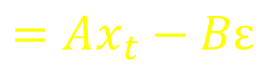 = Ax_t − Bε